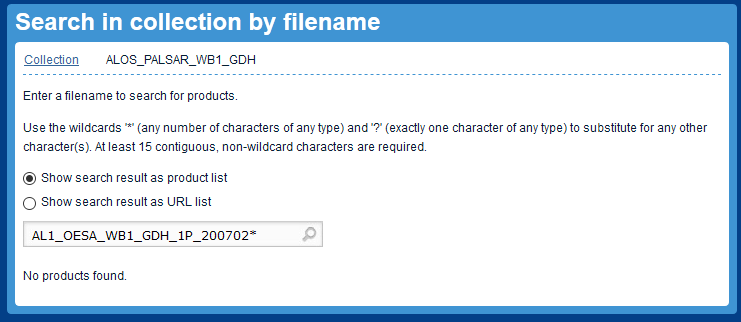 Search in collection by filename
Collection ALOS_PALSAR_WB1_GDH
Enter a filename to search for products.
Use the wildcards '*' (any number of characters of any type) and '?' (exactly one character of any type) to substitute for any other
character(s). At least 15 contiguous, non-wildcard characters are required.
Show search result as product list
Show search result as URL list
AL1_OESA_WB1_GDH_1P_200702*
No products found.